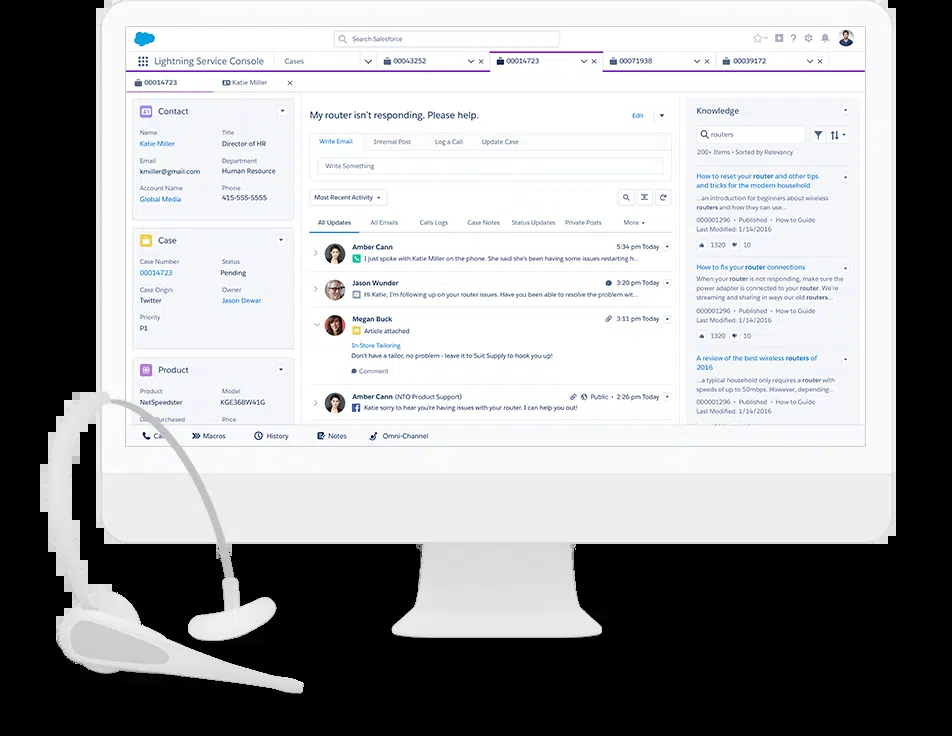 Search Salesforce
Lightning Service Console
Cases
00043252
00014723
00071938
00039172
00014723
Katie Miller
Contact
Name
Title
Katie Miller
Director of HR
Email
Department
kmiller@gmail.com
Human Resource
Account Name
Phone
Global Media
415-555-5555
Case
Case Number
Status
00014723
Pending
Case Origin
Owner
Twitter
Jason Dewar
Priority
P1
Product
Product
Model
NetSpeedster
KGE36BW41G
Purchased
Price
My router isn't responding. Please help.
Edit
Write Email
Internal Post
Log a Call
Update Case
Write Something
Most Recent Activity
All Updates
All Emails
Calls Logs
Case Notes
Status Updates
Private Posts
More
Amber Cann
5:34 pm Today
I just spoke with Katie Miller on the phone. She said she's been having some issues restarting h...
Jason Wunder
3:20 pm Today
Hi Katie, I'm following up on your router issues. Have you been able to resolve the problem wit...
Megan Buck
3:11 pm Today
Article attached
In-Store Tailoring
Don't have a tailor, no problem - leave it to Suit Supply to hook you up!
Comment
Amber Cann (NTO Product Support)
Public • 2:26 pm Today
Katie sorry to hear you're having issues with your router. I can help you out!
Knowledge
routers
200+ Items • Sorted by Relevancy
How to reset your router and other tips
and tricks for the modern household
...an introduction for beginners about wireless
routers and how they can use...
000001296 • Published • How to Guide
Last Modified: 1/14/2016
1320
10
How to fix your router connections
When your router is not responding, make sure the
power adapter is connected to your router. We're
streaming and sharing in ways our old routers...
000001296 • Published • How to Guide
Last Modified: 1/14/2016
1320
10
A review of the best wireless routers of
2016
...a typical household only requires a router with
speeds of up to 50mbps. However, depending...
000001296 • Published • How to Guide
Last Modified: 1/14/2016
Macros
History
Notes
Omni-Channel